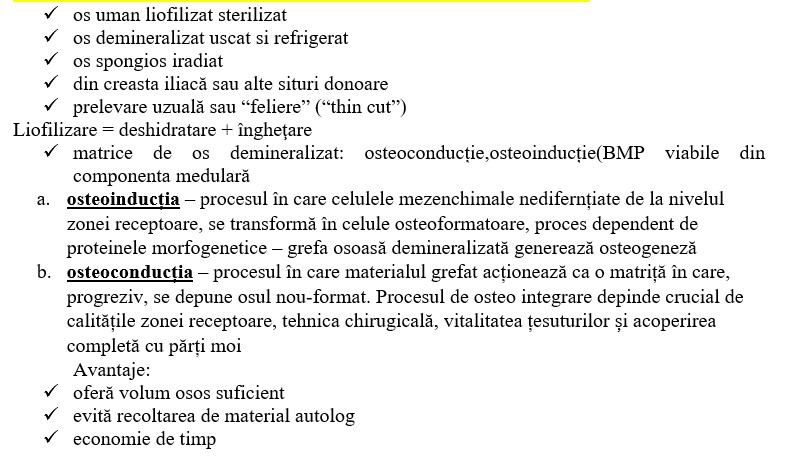 ✓ os uman liofilizat sterilizat
✓ os demineralizat uscat si refrigerat
✓ os spongios iradiat
✓ din creasta iliacă sau alte situri donoare
✓ prelevare uzuală sau “feliere” (“thin cut”)
Liofilizare = deshidratare + înghețare
✓ matrice de os demineralizat: osteoconducție,osteoinducție(BMP viabile din
componenta medulară
a. osteoinducția – procesul în care celulele mezenchimale nedifernțiate de la nivelul
zonei receptoare, se transformă în celule osteoformatoare, proces dependent de
proteinele morfogenetice – grefa osoasă demineralizată generează osteogeneză
b. osteoconducția – procesul în care materialul grefat acționează ca o matriță în care,
progreziv, se depune osul nou-format. Procesul de osteo integrare depinde crucial de
calitățile zonei receptoare, tehnica chirugicală, vitalitatea țesuturilor și acoperirea
completă cu părți moi
Avantaje:
✓ oferă volum osos suficient
✓ evită recoltarea de material autolog
✓ economie de timp